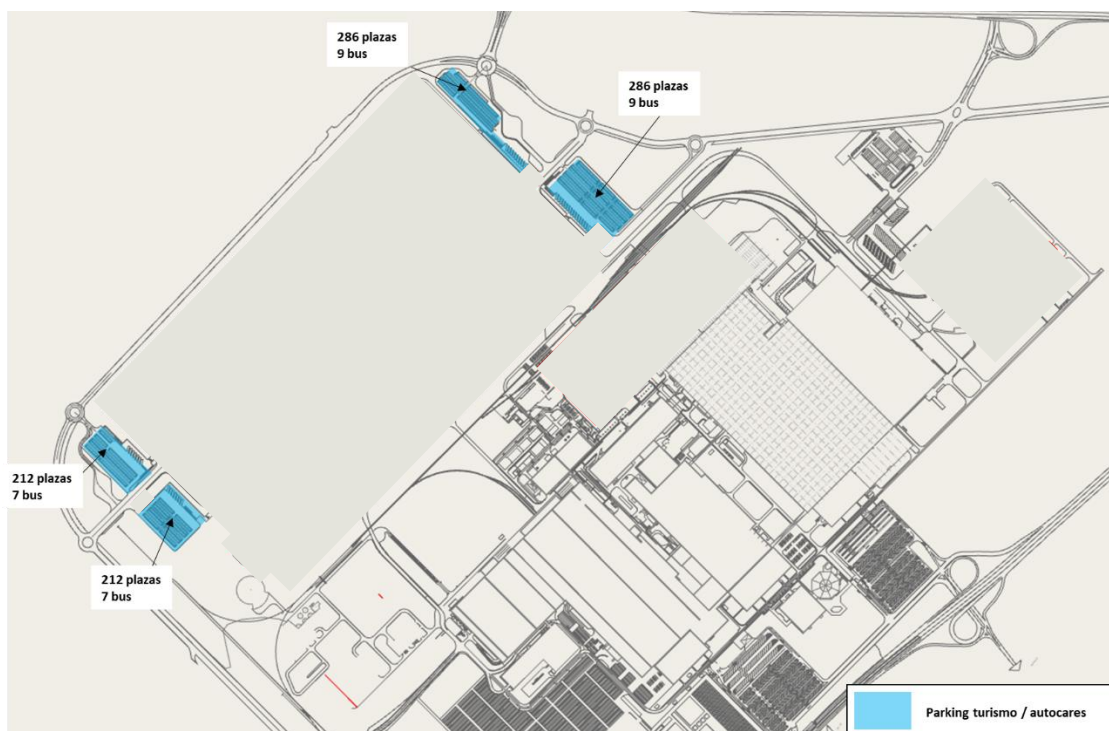 286 plazas
9 bus
286 plazas
9 bus
212 plazas
7 bus
212 plazas
7 bus
Parking turismo / autocares